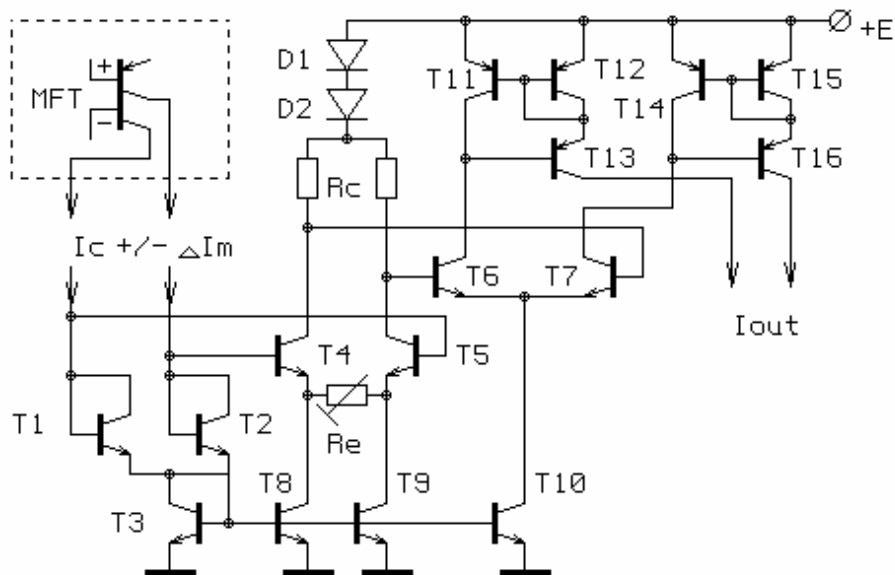 +E
D1
T11
T12
T14
T15
+
MFT
-
D2
T13
T16
Rc
Ic +/- △Im
T6
T7
Iout
T4
T5
T1
T2
Re
T3
T8
T9
T10